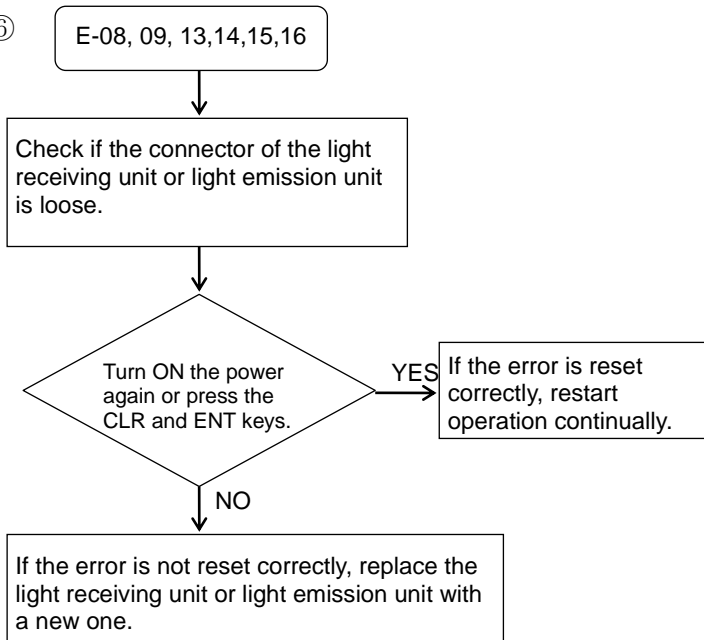 ⑥
E-08, 09, 13,14,15,16
Check if the connector of the light
receiving unit or light emission unit
is loose.
Turn ON the power
again or press the
CLR and ENT keys.
YES
If the error is reset
correctly, restart
operation continually.
NO
If the error is not reset correctly, replace the
light receiving unit or light emission unit with
a new one.